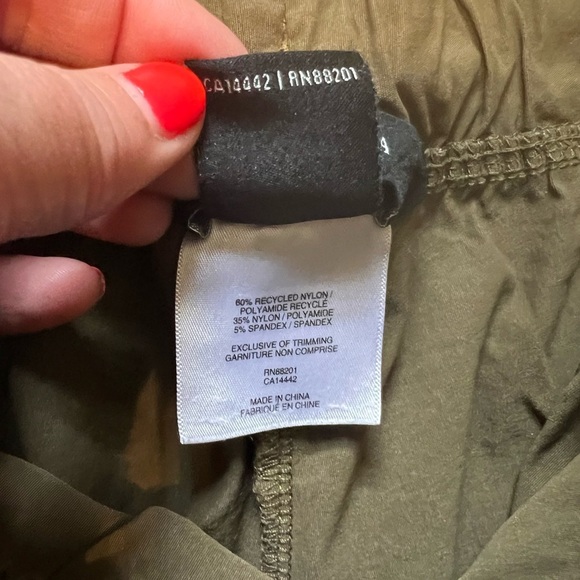 CA14442 | RN88201
A
60% RECYCLED NYLON /
POLYAMIDE RECYCLÉ
35% NYLON / POLYAMIDE
5% SPANDEX / SPANDEX
EXCLUSIVE OF TRIMMING
GARNITURE NON COMPRISE
RN88201
CA14442
MADE IN CHINA
FABRIQUÉ EN CHINE